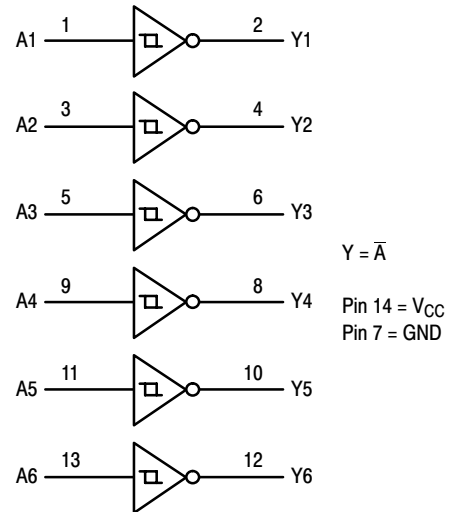 A1 1 2 Y1
A2 3 4 Y2
A3 5 6 Y3
Y = A̅
A4 9 8 Y4
Pin 14 = VCC
Pin 7 = GND
A5 11 10 Y5
A6 13 12 Y6